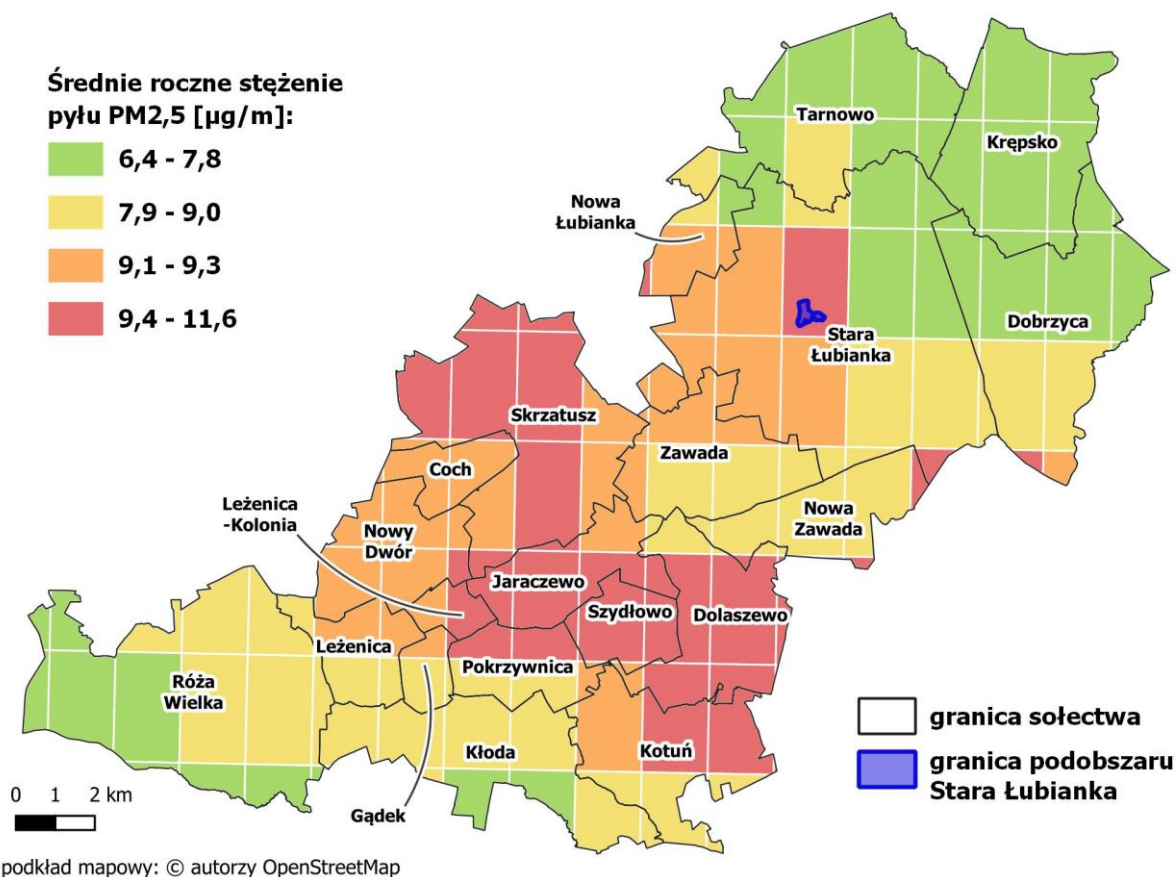 Średnie roczne stężenie
pyłu PM2,5 [µg/m]:
6,4 - 7,8
7,9 - 9,0
9,1 - 9,3
9,4 - 11,6
Tarnowo
Krępsko
Nowa
Łubianka
Stara
Łubianka
Dobrzyca
Skrzatusz
Zawada
Coch
Leżenica
-Kolonia
Nowy
Dwór
Nowa
Zawada
Jaraczewo
Szydłowo
Dolaszewo
Leżenica
Pokrzywnica
Róża
Wielka
Kłoda
Kotuń
Gądek
granica sołectwa
granica podobszaru
Stara Łubianka
0 1 2 km
podkład mapowy: © autorzy OpenStreetMap